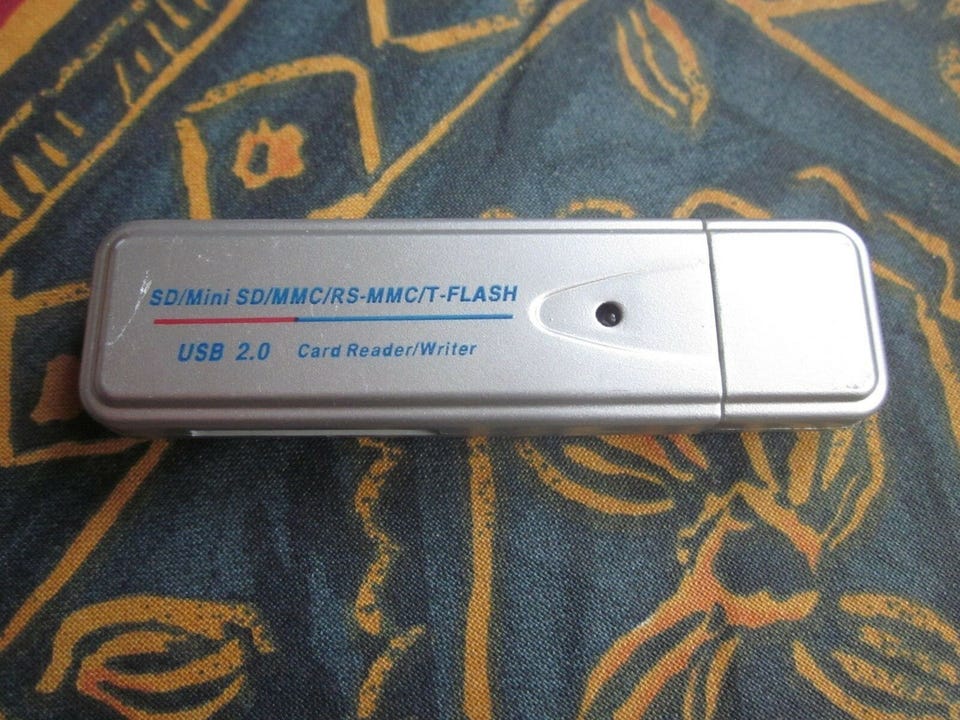 SD/Mini SD/MMC/RS-MMC/T-FLASH
USB 2.0 Card Reader/Writer